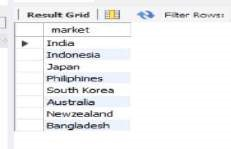 Result Grid Filter Rows:
market
India
Indonesia
Japan
Philiphines
South Korea
Australia
Newzealand
Bangladesh